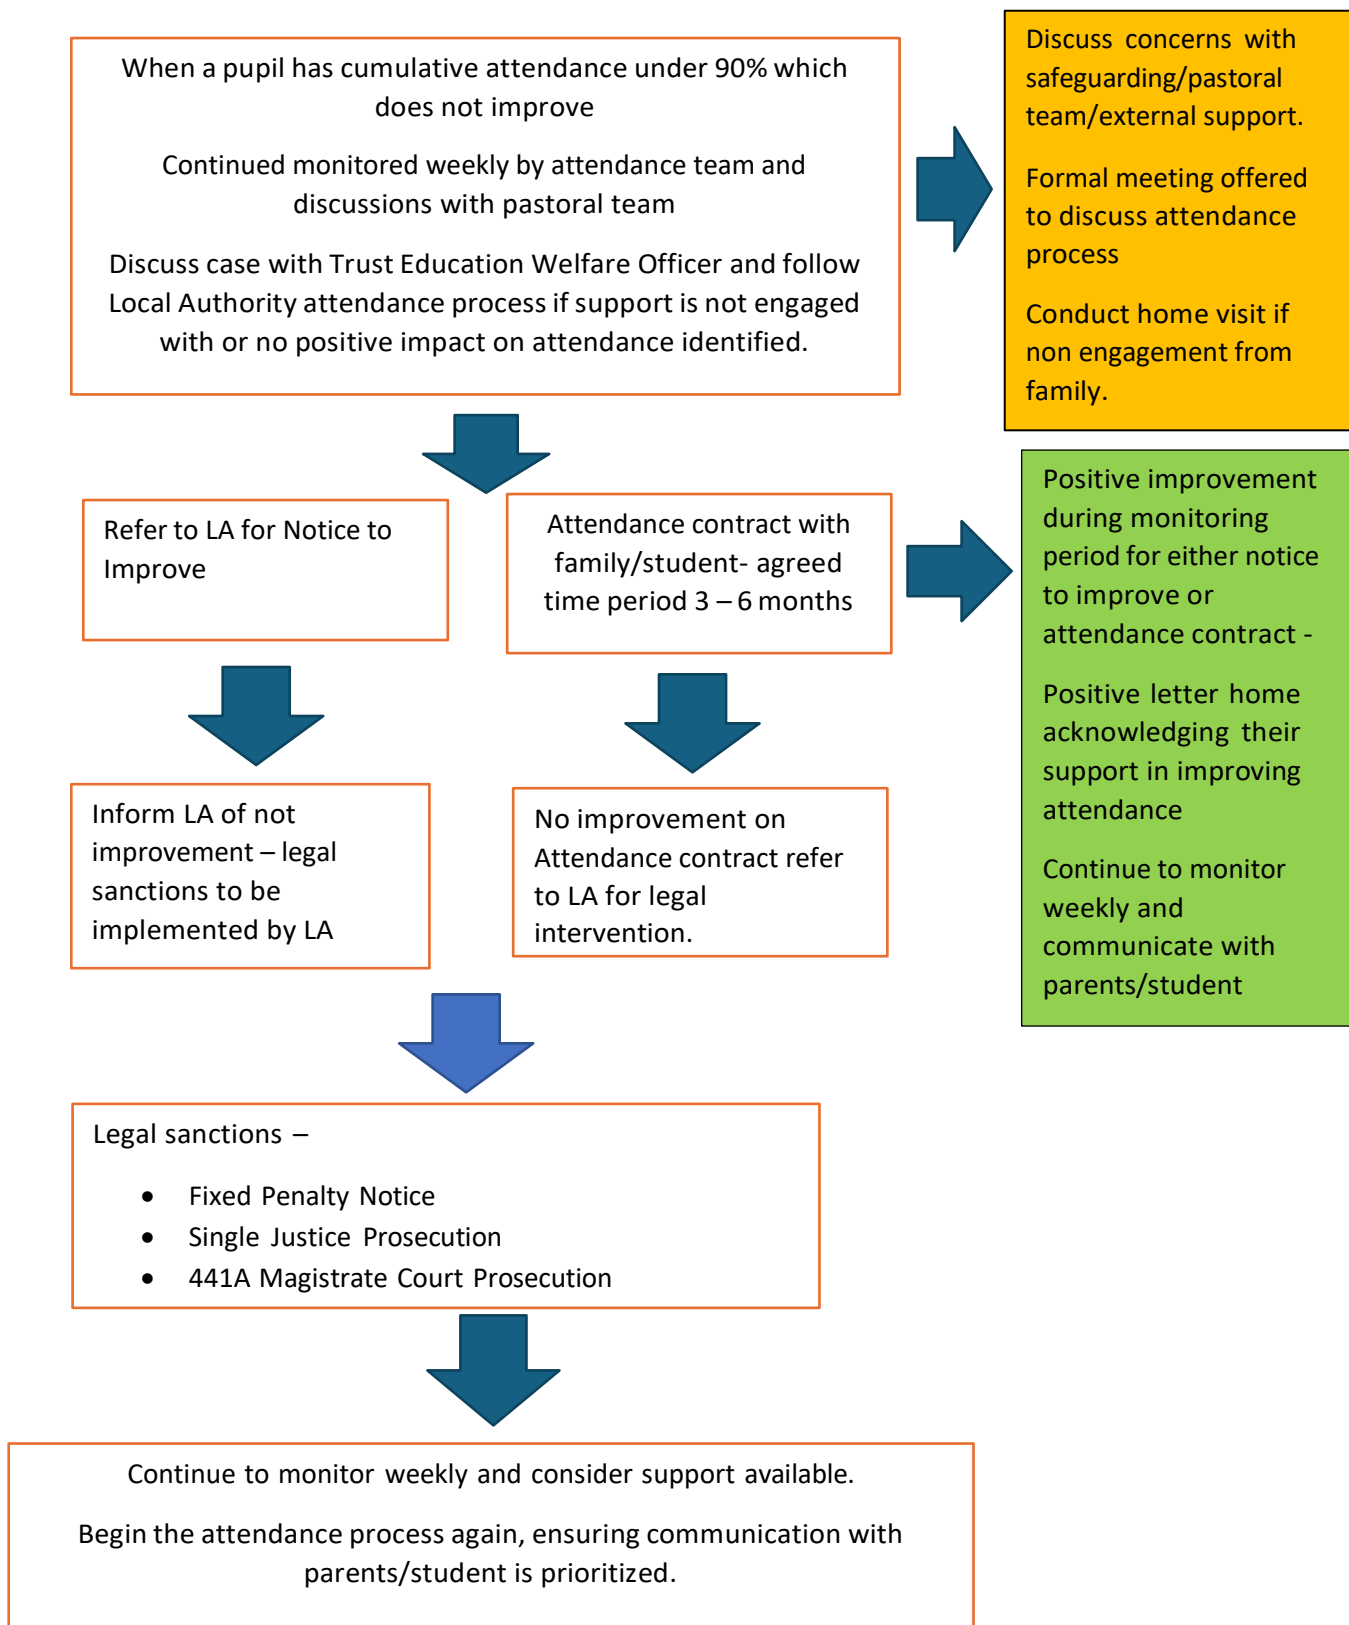 When a pupil has cumulative attendance under 90% which
does not improve
Continued monitored weekly by attendance team and
discussions with pastoral team
Discuss case with Trust Education Welfare Officer and follow
Local Authority attendance process if support is not engaged
with or no positive impact on attendance identified.
Discuss concerns with
safeguarding/pastoral
team/external support.
Formal meeting offered
to discuss attendance
process
Conduct home visit if
non engagement from
family.
Refer to LA for Notice to
Improve
Attendance contract with
family/student- agreed
time period 3 – 6 months
Positive improvement
during monitoring
period for either notice
to improve or
attendance contract -
Positive letter home
acknowledging their
support in improving
attendance
Continue to monitor
weekly and
communicate with
parents/student
Inform LA of not
improvement – legal
sanctions to be
implemented by LA
No improvement on
Attendance contract refer
to LA for legal
intervention.
Legal sanctions –
• Fixed Penalty Notice
• Single Justice Prosecution
• 441A Magistrate Court Prosecution
Continue to monitor weekly and consider support available.
Begin the attendance process again, ensuring communication with
parents/student is prioritized.